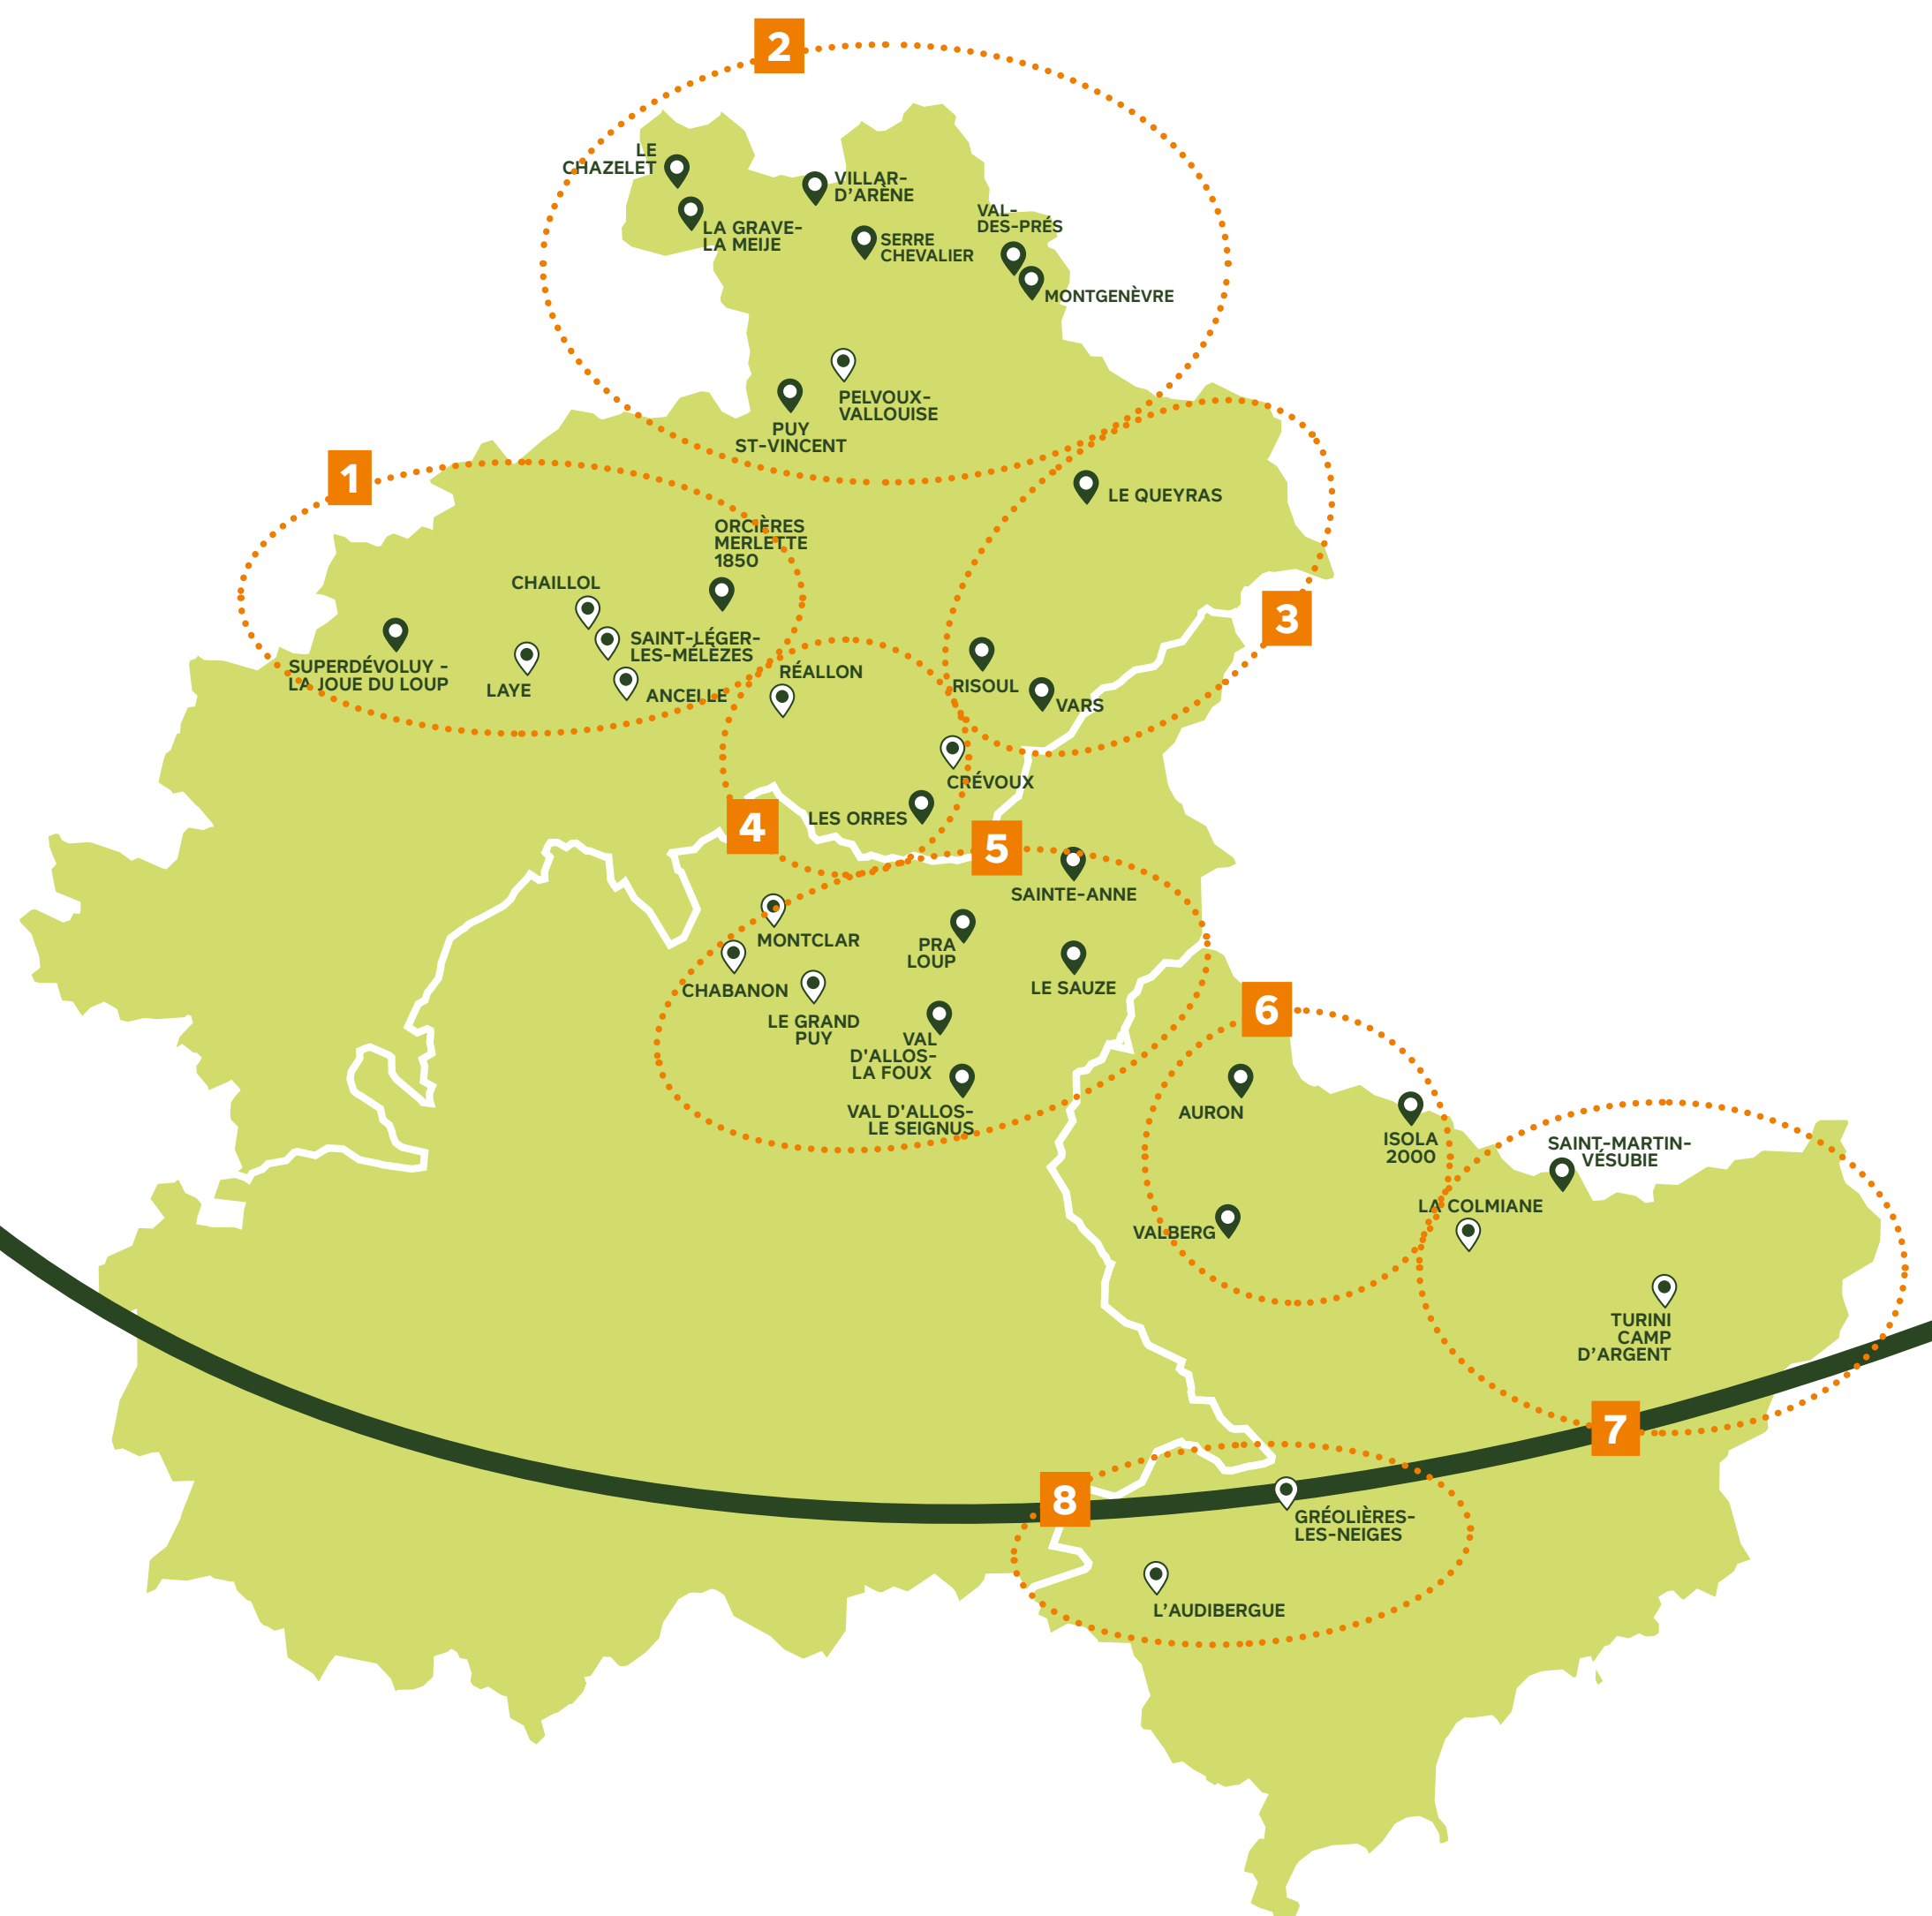 2
LE
CHAZELET
VILLAR-
D’ARÈNE
LA GRAVE-
LA MEIJE
SERRE
CHEVALIER
VAL-
DES-PRÉS
MONTGENÈVRE
PELVOUX-
VALLOUISE
PUY
ST-VINCENT
1
LE QUEYRAS
ORCIÈRES
MERLETTE
1850
CHAILLOL
3
SAINT-LÉGER-
LES-MÉLÈZES
SUPERDÉVOLUY -
LA JOUE DU LOUP
LAYE
ANCELLE
RÉALLON
RISOUL
VARS
CRÉVOUX
LES ORRES
4
5
SAINTE-ANNE
MONTCLAR
PRA
LOUP
CHABANON
LE SAUZE
LE GRAND
PUY
VAL
D'ALLOS-
LA FOUX
VAL D'ALLOS-
LE SEIGNUS
6
AURON
ISOLA
2000
SAINT-MARTIN-
VÉSUBIE
LA COLMIANE
VALBERG
TURINI
CAMP
D’ARGENT
7
8
GRÉOLIÈRES-
LES-NEIGES
L’AUDIBERGUE